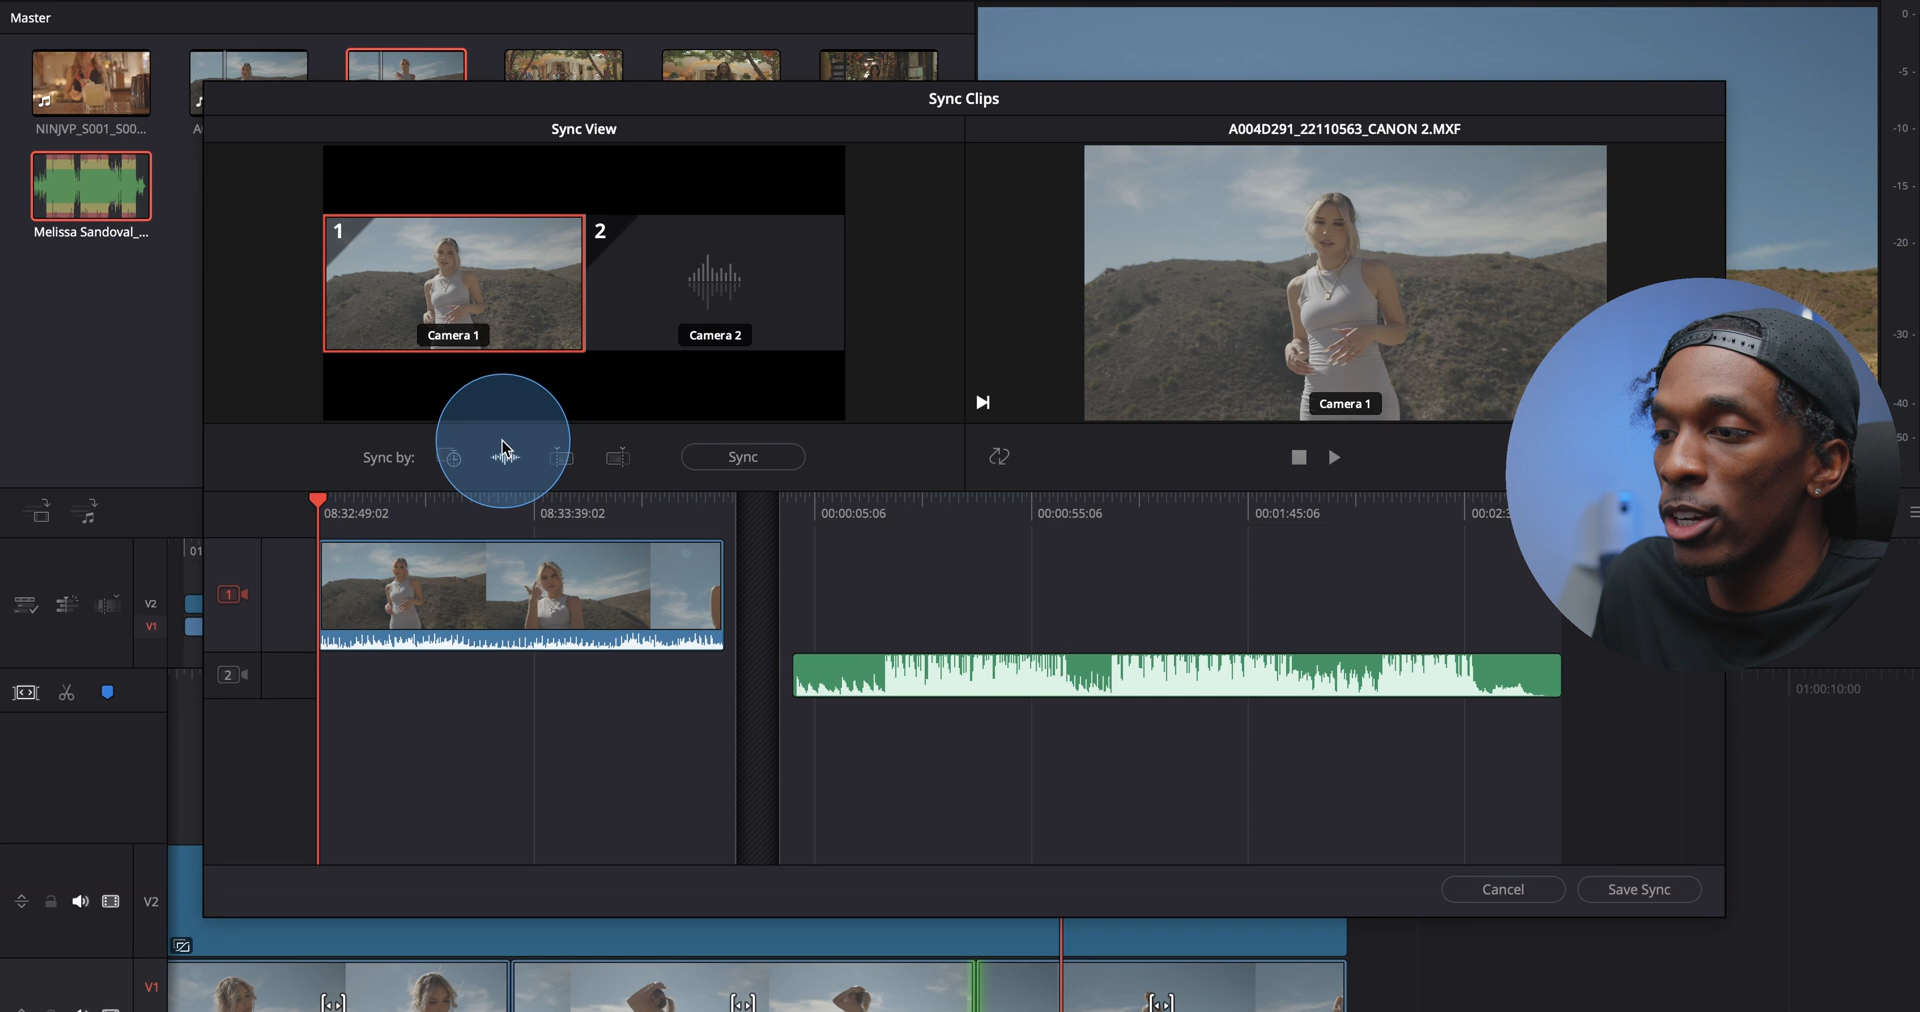 Master
NINJVP_S001_S00...
Melissa Sandoval_...
Sync Clips
Sync View
A004D291_22110563_CANON 2.MXF
1
2
Camera 1
Camera 2
Camera 1
Sync by:
Sync
08:32:49:02
08:33:39:02
00:00:05:06
00:00:55:06
00:01:45:06
1
2
Cancel
Save Sync
0
-5
-10
-15
-20
-30
-40
01:00:10:00
V2
V1
V2
V1